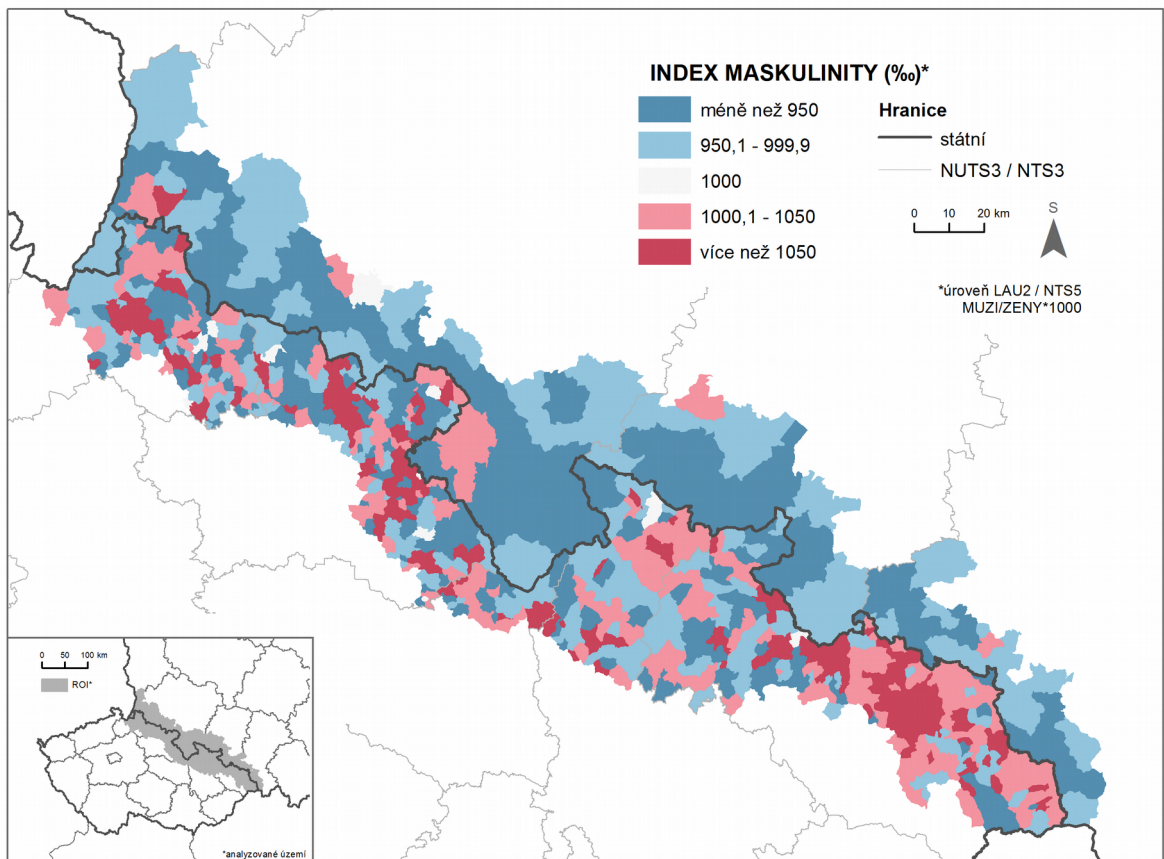 INDEX MASKULINITY (‰)*
méně než 950
950,1 - 999,9
1000
1000,1 - 1050
více než 1050
Hranice
státní
NUTS3 / NTS3
0 10 20 km
S
*úroveň LAU2 / NTS5
MUZI/ZENY*1000
0 50 100 km
ROI*
*analyzované území